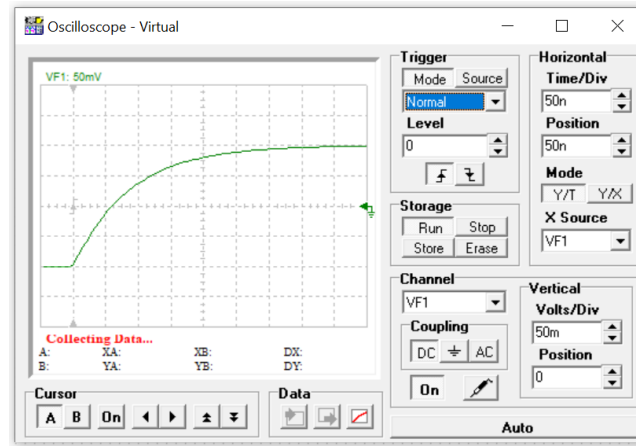 Oscilloscope - Virtual
VF1: 50mV
Collecting Data...
A: XA: XB: DX:
B: YA: YB: DY:
Cursor
A B On
Data
Trigger
Mode Source
Normal
Level
0
Storage
Run Stop
Store Erase
Channel
VF1
Coupling
DC AC
On
Horizontal
Time/Div
50n
Position
50n
Mode
Y/T Y/X
X Source
VF1
Vertical
Volts/Div
50m
Position
0
Auto